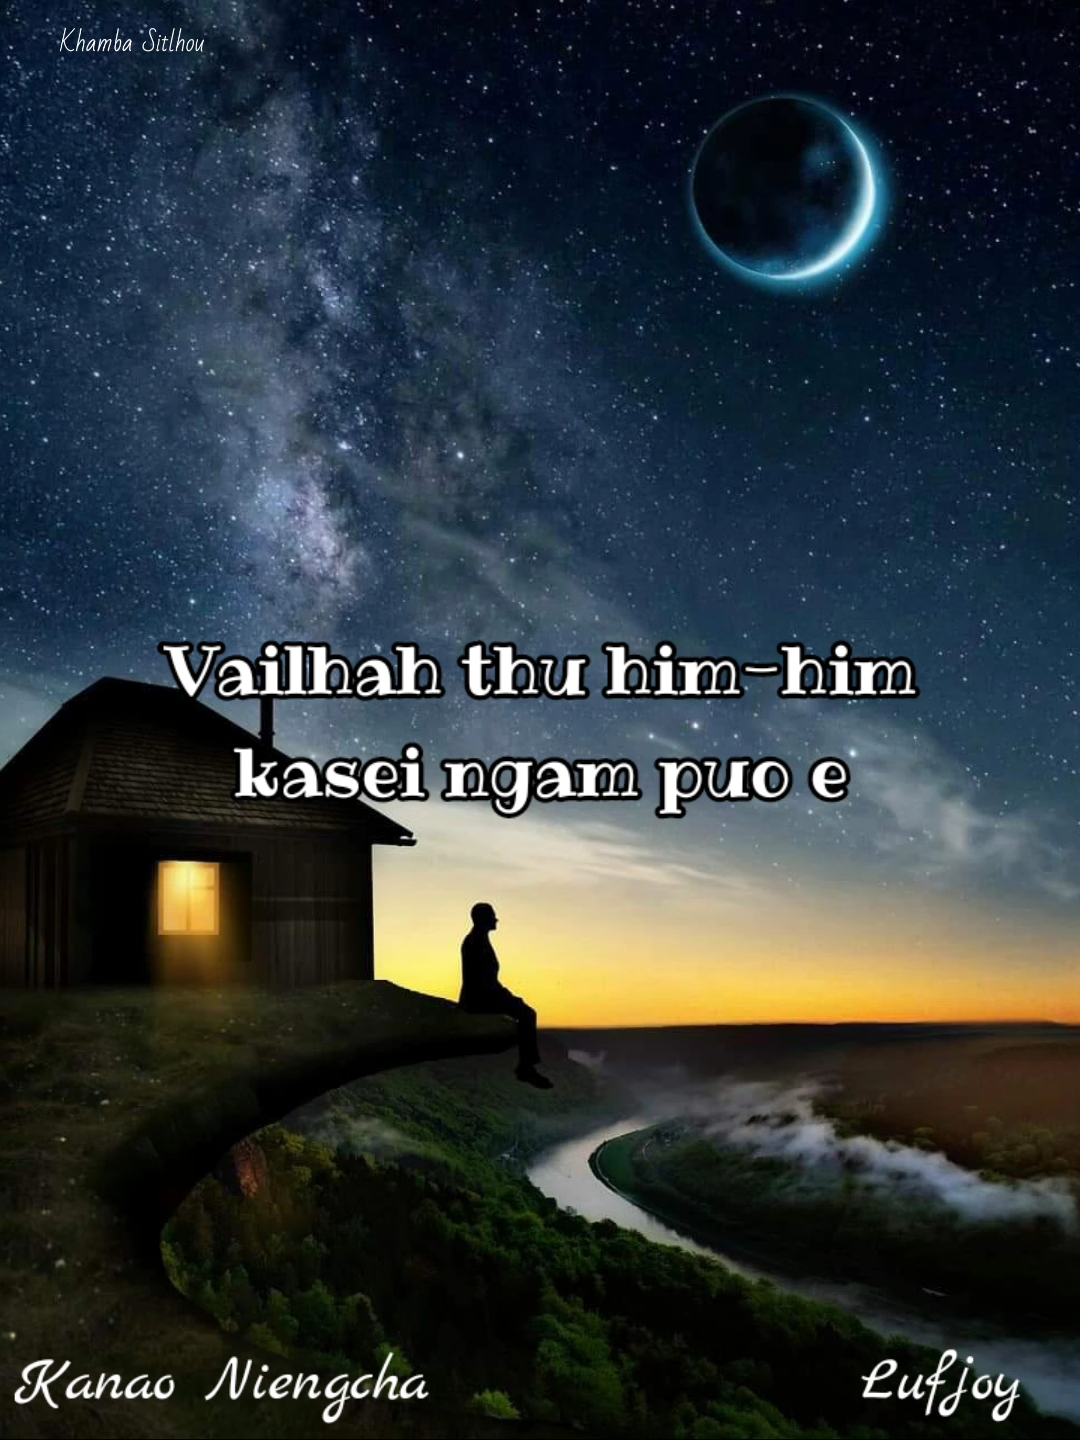 Khamba Sitlhou
Vailhah thu him-him
kasei ngam puo e
Kanao Niengcha
Lufjoy